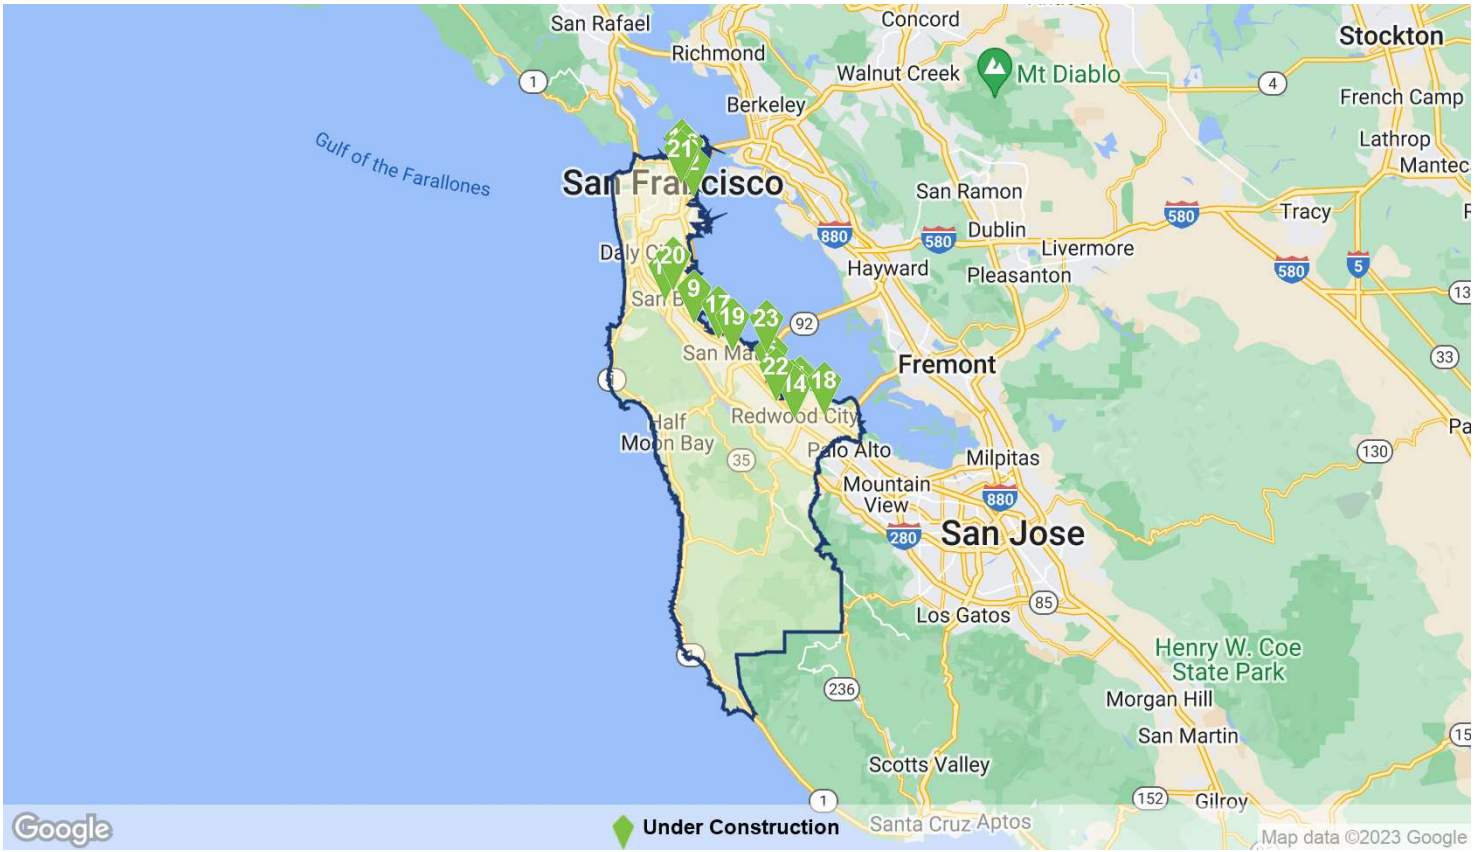 San Rafael
Concord
Richmond
Stockton
1
Walnut Creek
Mt Diablo
4
French Camp
Berkeley
Lathrop
Gulf of the Farallones
21
2
San Francisco
San Ramon
580
Tracy
880
580
Dublin
Livermore
Daly
20
Hayward
Pleasanton
580
5
San B
9
17
19
23
92
San Ma
Fremont
33
22
14
18
Redwood City
Half
Moon Bay
35
Palo Alto
Milpitas
130
Mountain
View
880
280
San Jose
85
Los Gatos
Henry W. Coe
State Park
236
Morgan Hill
San Martin
Scotts Valley
1
152
Gilroy
Google
Under Construction
Santa Cruz
Aptos
Map data ©2023 Google